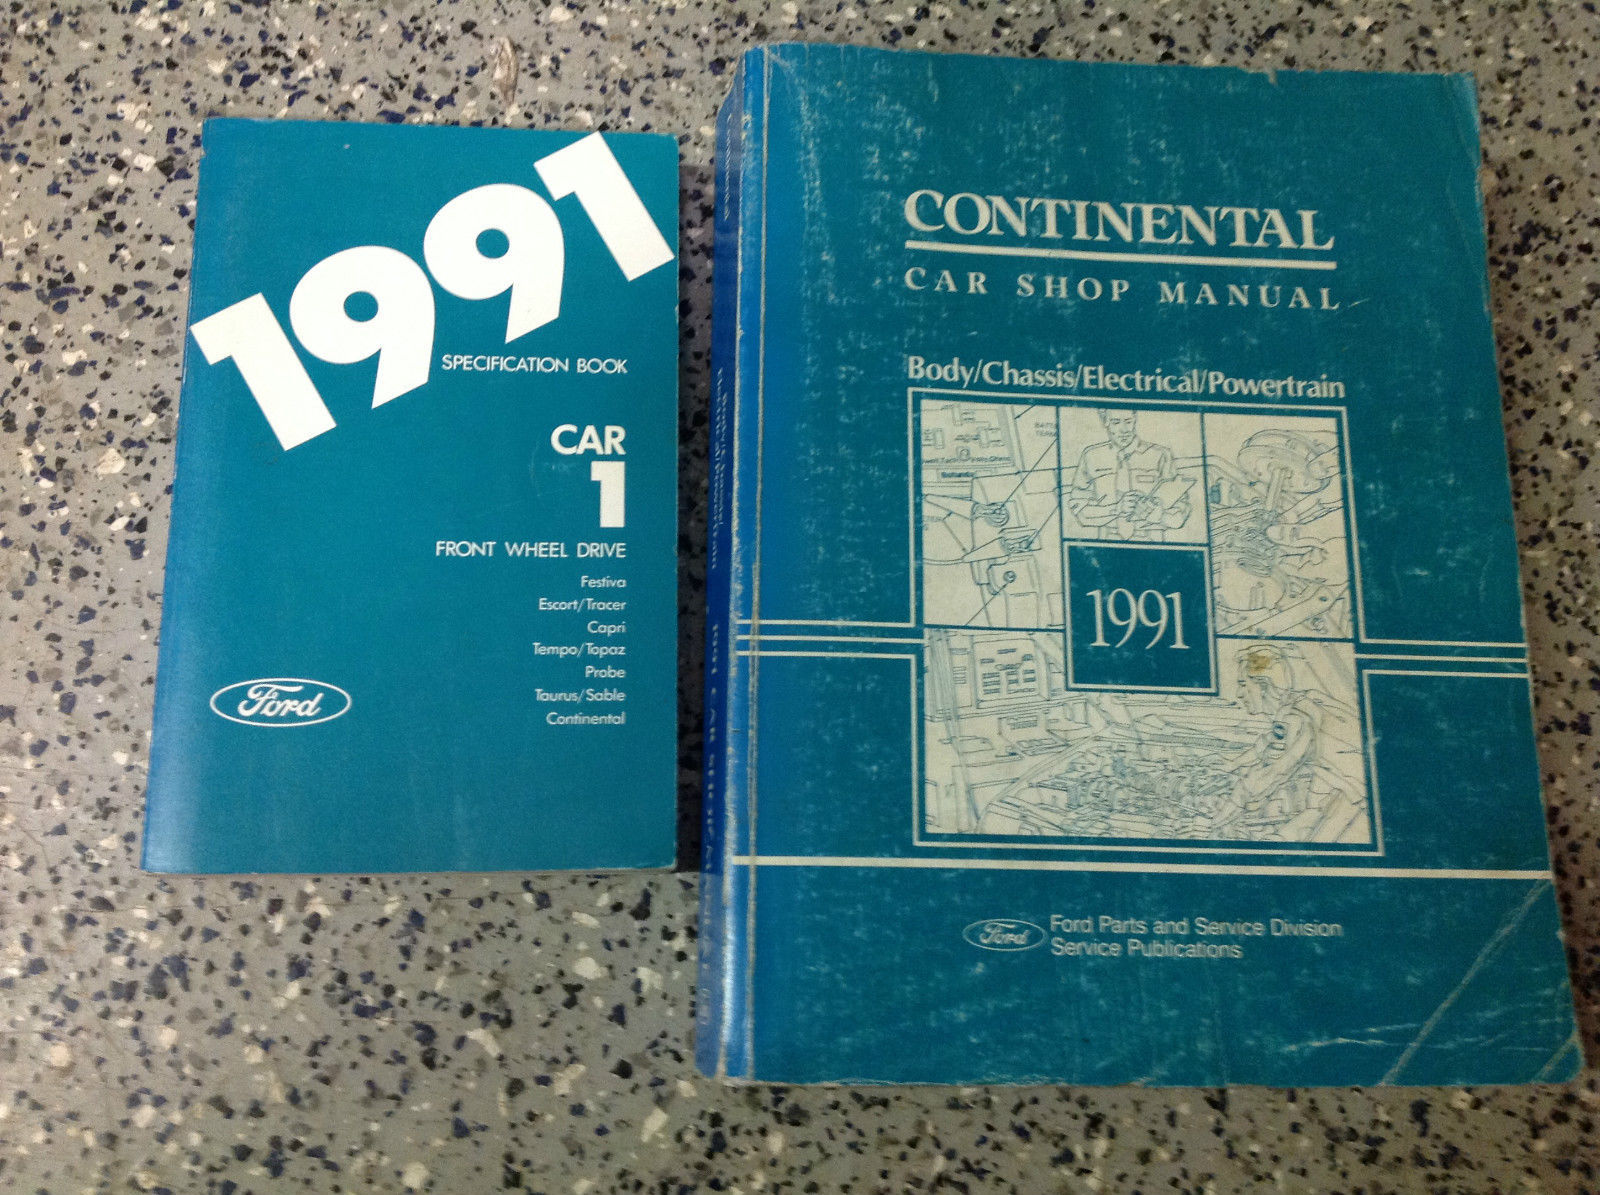 1991
SPECIFICATION BOOK
CAR
1
FRONT WHEEL DRIVE
Festiva
Escort/Tracer
Capri
Tempo/Topaz
Probe
Taurus/Sable
Continental
Ford
CONTINENTAL
CAR SHOP MANUAL
Body/Chassis/Electrical/Powertrain
1991
Ford
Ford Parts and Service Division
Service Publications